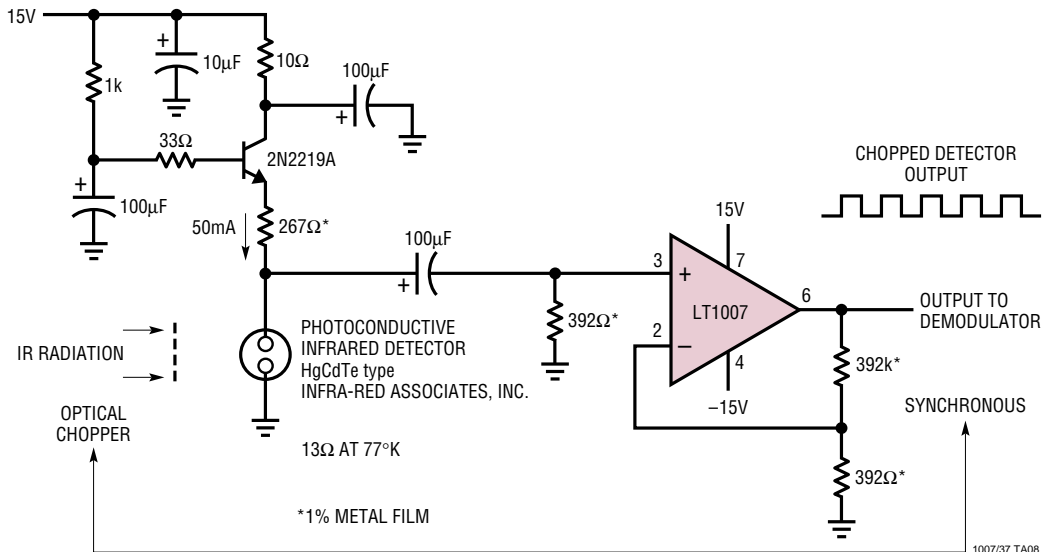 15V
1k
10µF
10Ω
100µF
33Ω
2N2219A
100µF
50mA
267Ω*
100µF
IR RADIATION
OPTICAL
CHOPPER
PHOTOCONDUCTIVE
INFRARED DETECTOR
HgCdTe type
INFRA-RED ASSOCIATES, INC.
13Ω AT 77°K
*1% METAL FILM
392Ω*
3
+
2
–
LT1007
15V
7
4
–15V
6
CHOPPED DETECTOR
OUTPUT
OUTPUT TO
DEMODULATOR
392k*
SYNCHRONOUS
392Ω*
1007/37 TA08